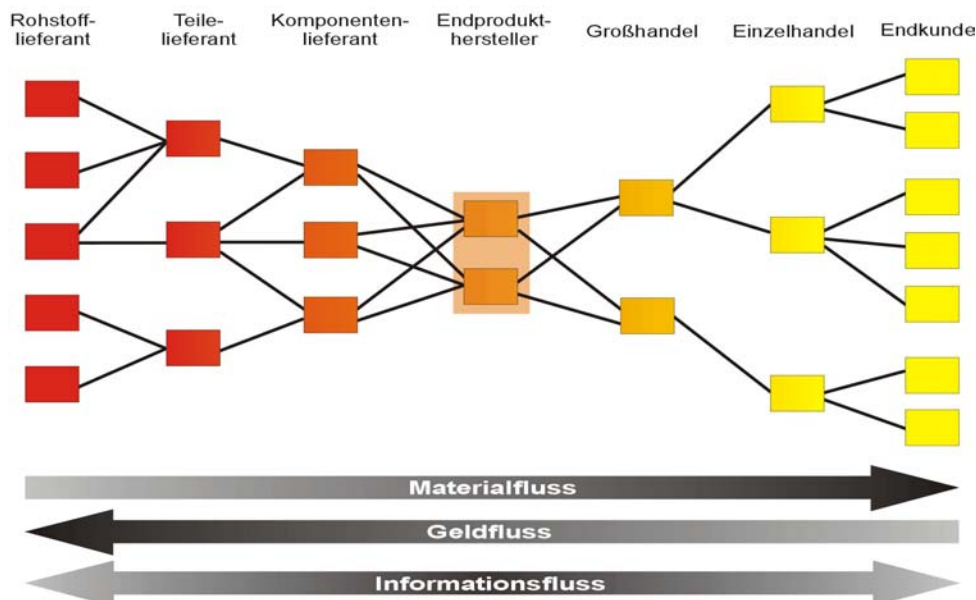 Rohstoff-
lieferant
Teile-
lieferant
Komponenten-
lieferant
Endprodukt-
hersteller
Großhandel
Einzelhandel
Endkunde
Materialfluss
Geldfluss
Informationsfluss